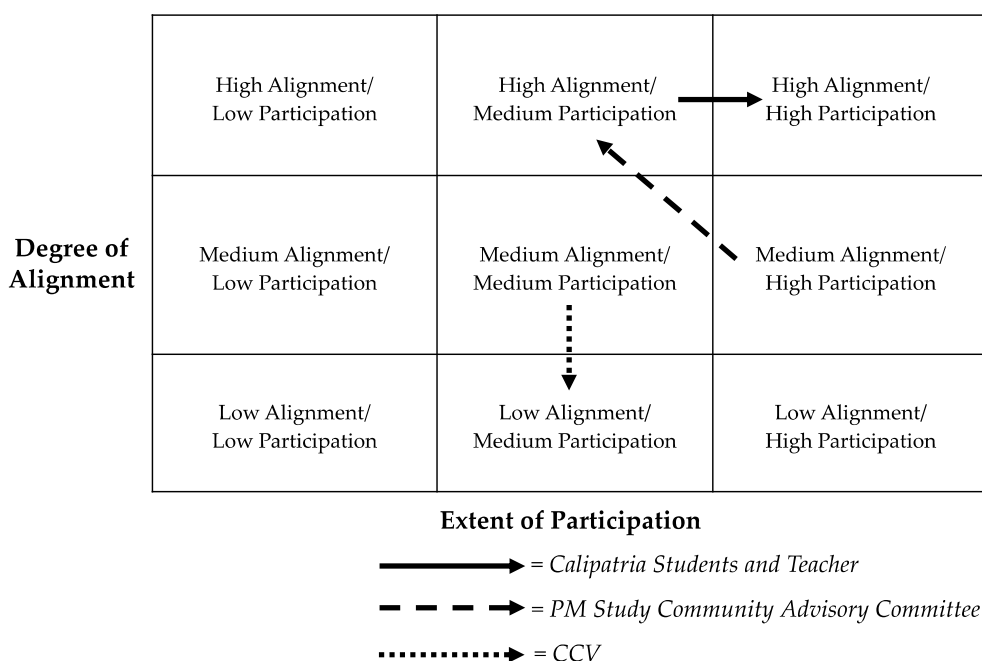 High Alignment/
Low Participation
High Alignment/
Medium Participation
High Alignment/
High Participation
Degree of
Alignment
Medium Alignment/
Low Participation
Medium Alignment/
Medium Participation
Medium Alignment/
High Participation
Low Alignment/
Low Participation
Low Alignment/
Medium Participation
Low Alignment/
High Participation
Extent of Participation
= Calipatria Students and Teacher
= PM Study Community Advisory Committee
= CCV